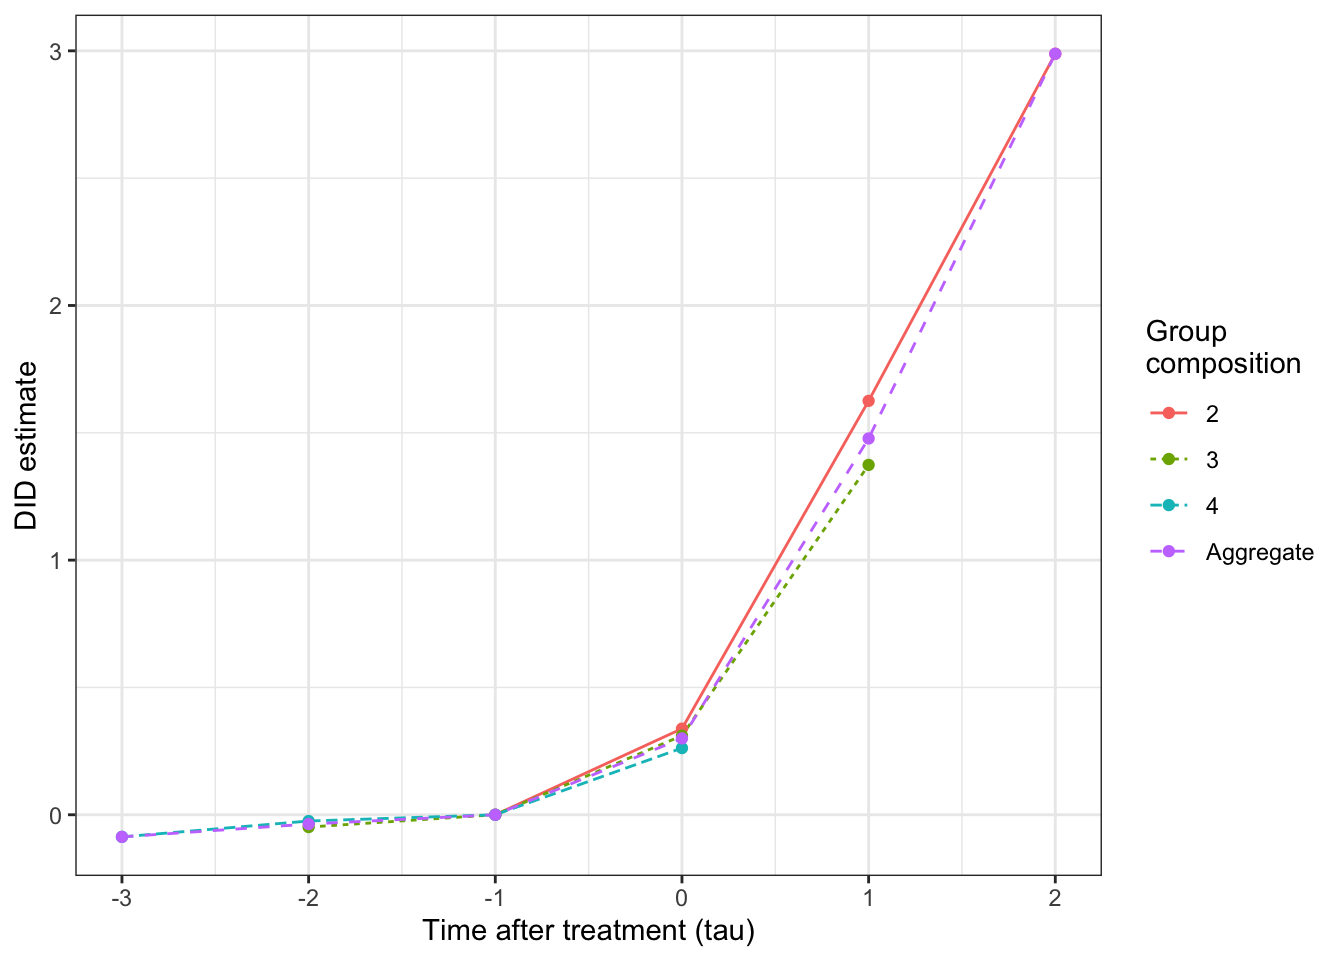 3
2
1
0
-3
-2
-1
0
1
2
Time after treatment (tau)
DID estimate
Group
composition
2
3
4
Aggregate